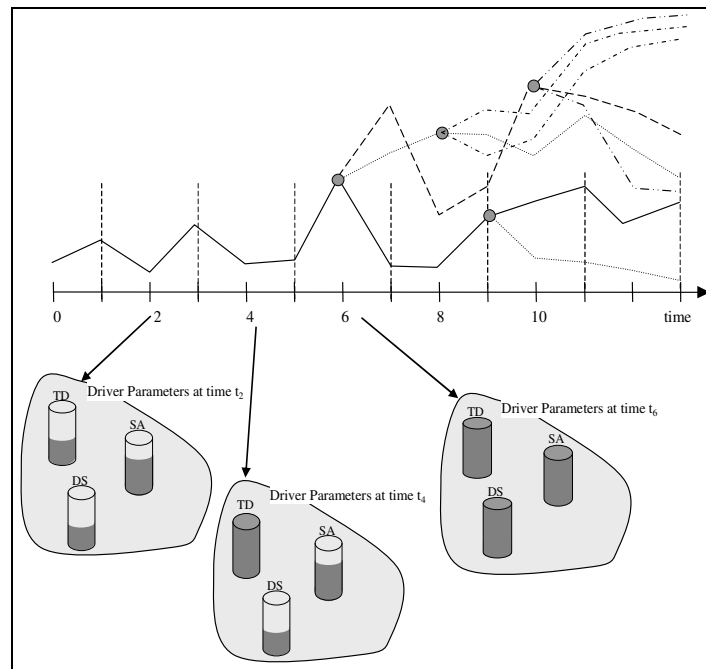 0 2 4 6 8 10 time
Driver Parameters at time t2
TD
SA
DS
Driver Parameters at time t6
TD
SA
DS
Driver Parameters at time t4
TD
SA
DS